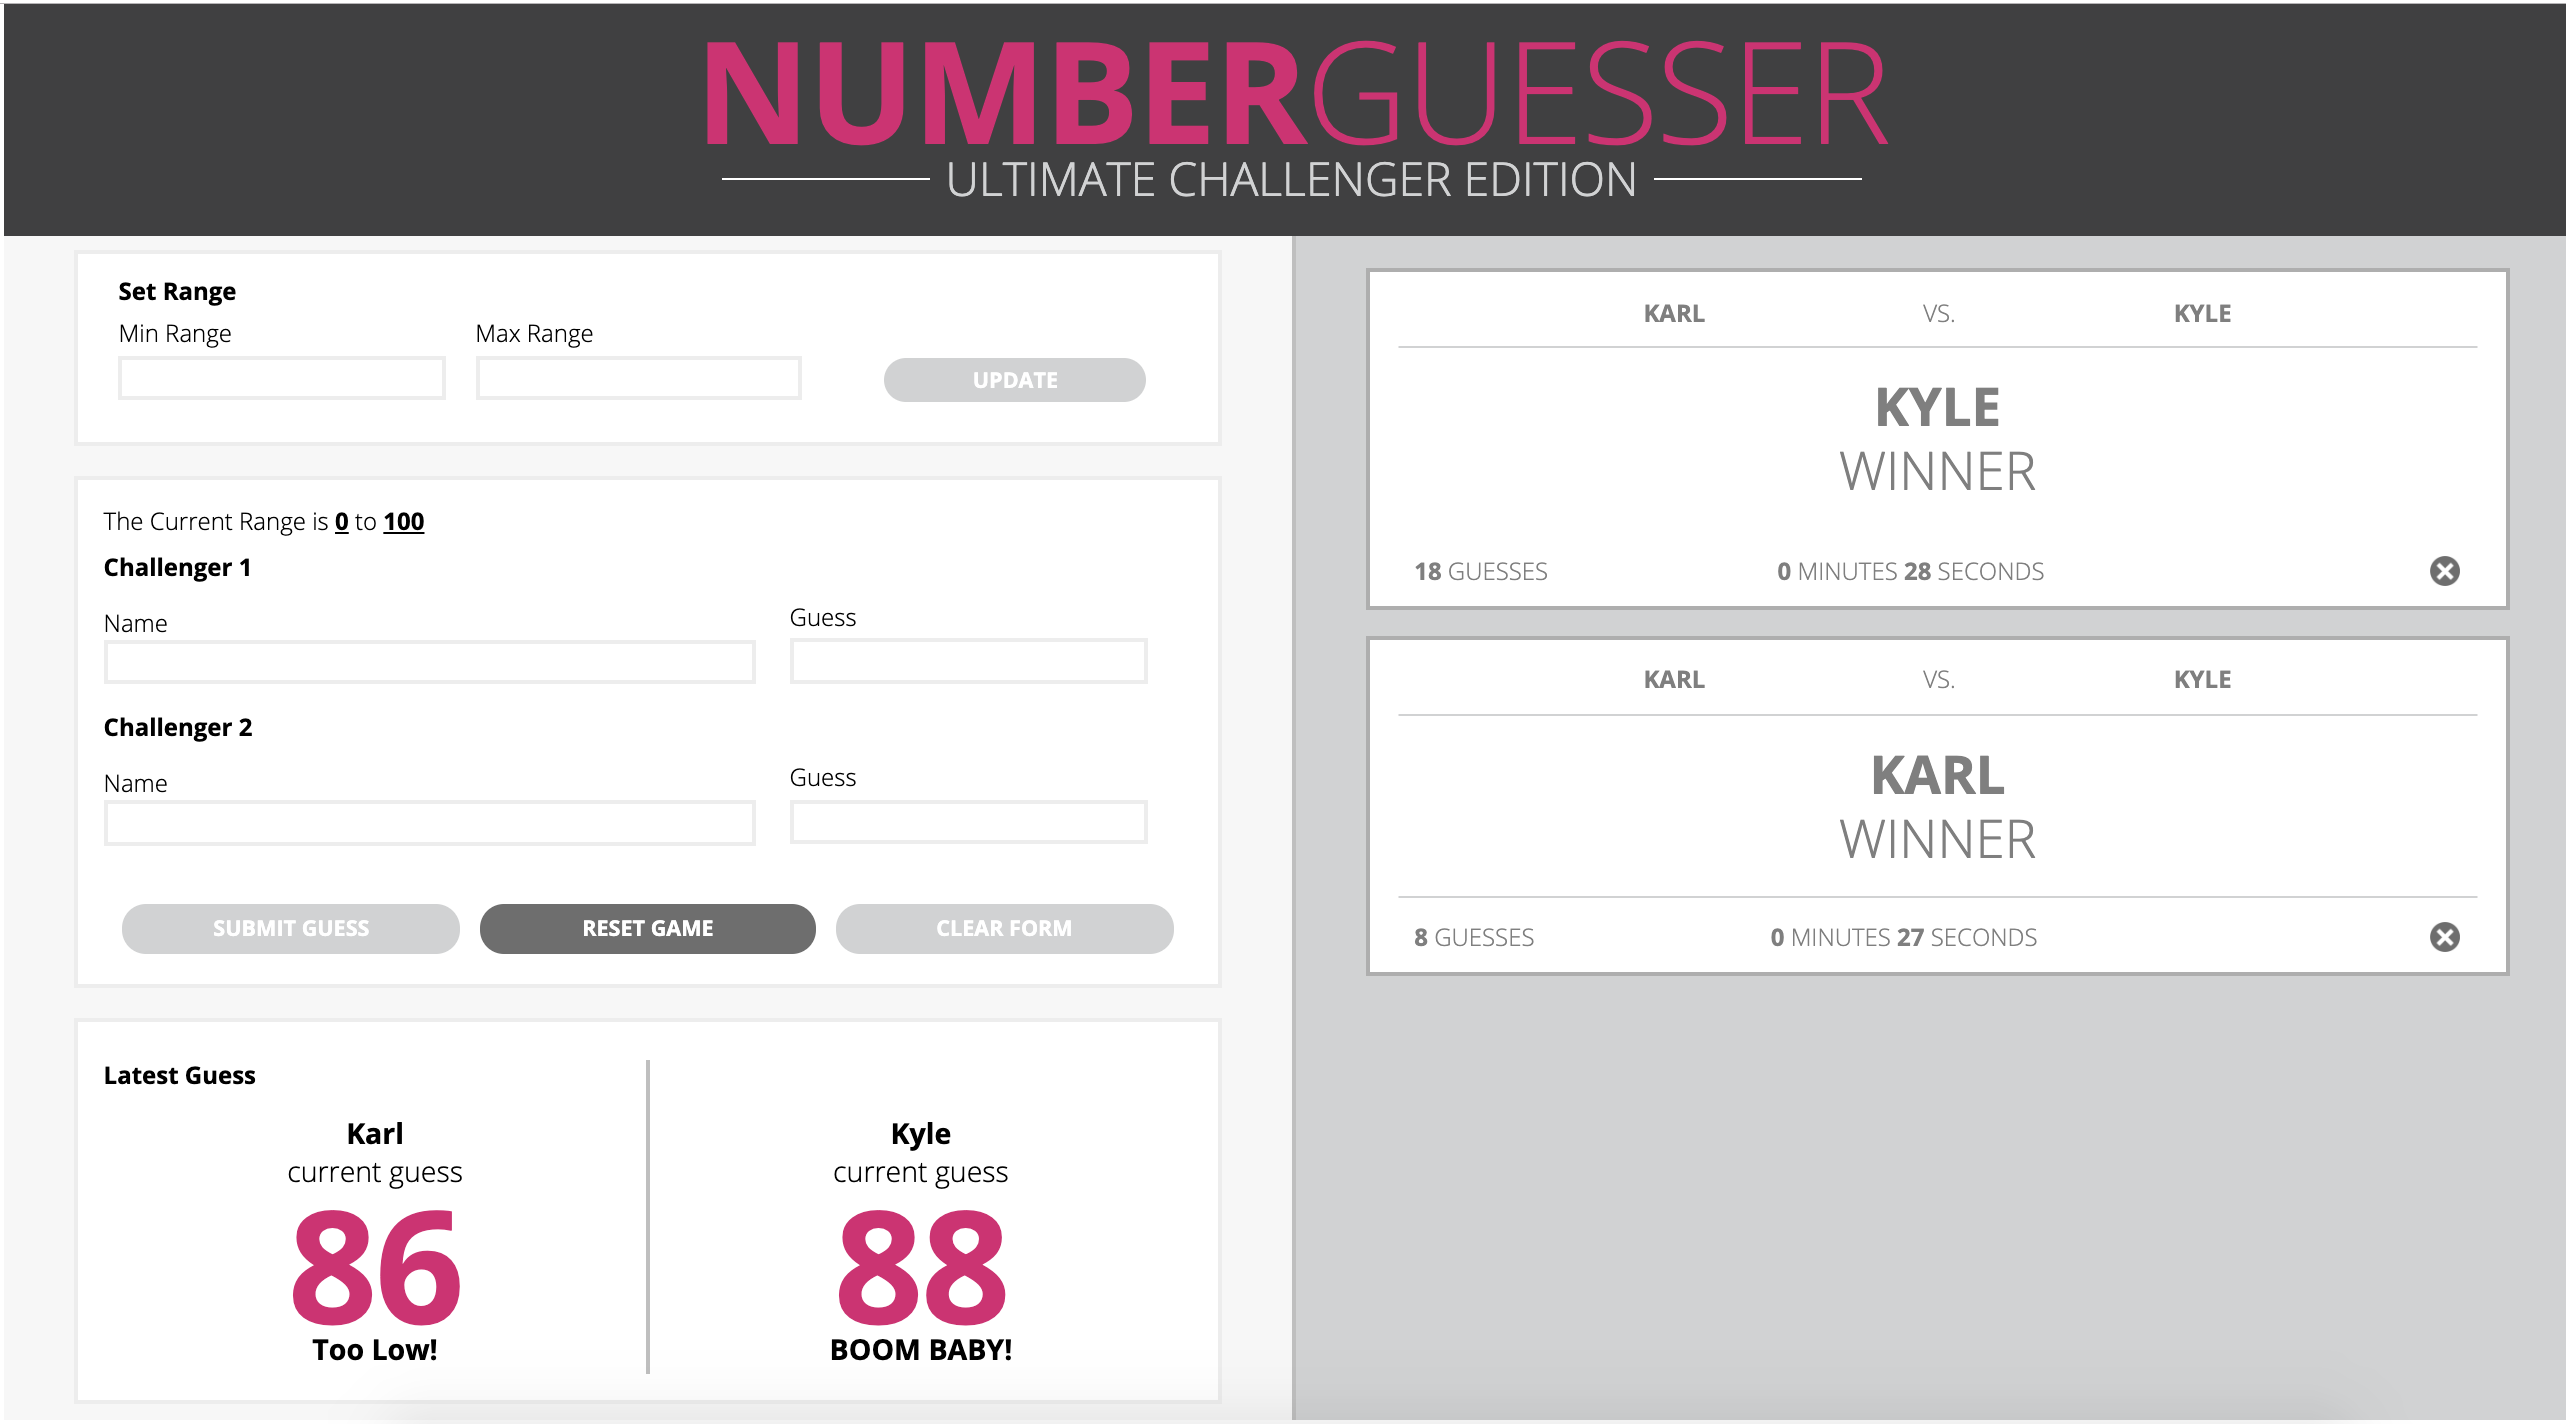 NUMBERGUESSER
ULTIMATE CHALLENGER EDITION
Set Range
Min Range
Max Range
UPDATE
The Current Range is 0 to 100
Challenger 1
Name
Guess
Challenger 2
Name
Guess
SUBMIT GUESS
RESET GAME
CLEAR FORM
Latest Guess
Karl
current guess
86
Too Low!
Kyle
current guess
88
BOOM BABY!
KARL VS. KYLE
KYLE
WINNER
18 GUESSES
0 MINUTES 28 SECONDS
KARL VS. KYLE
KARL
WINNER
8 GUESSES
0 MINUTES 27 SECONDS